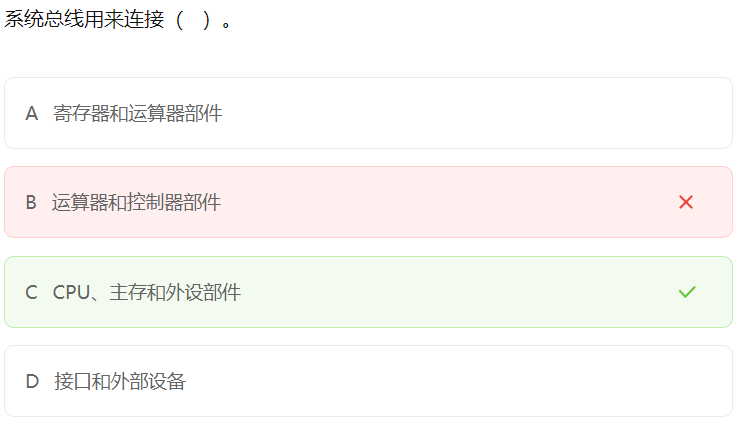 系统总线用来连接（ ）。
A 寄存器和运算器部件
B 运算器和控制器部件
C CPU、主存和外设部件
D 接口和外部设备